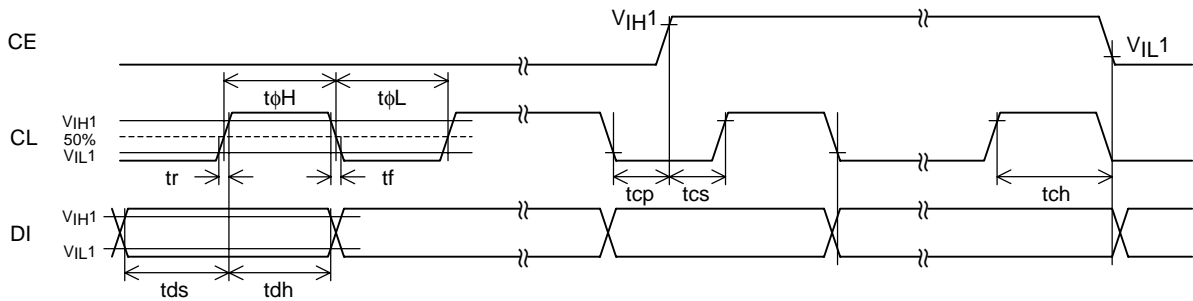 CE
VIH1
VIL1
tϕH
tϕL
CL
VIH1
50%
VIL1
tr
tf
tcp
tcs
tch
DI
VIH1
VIL1
tds
tdh